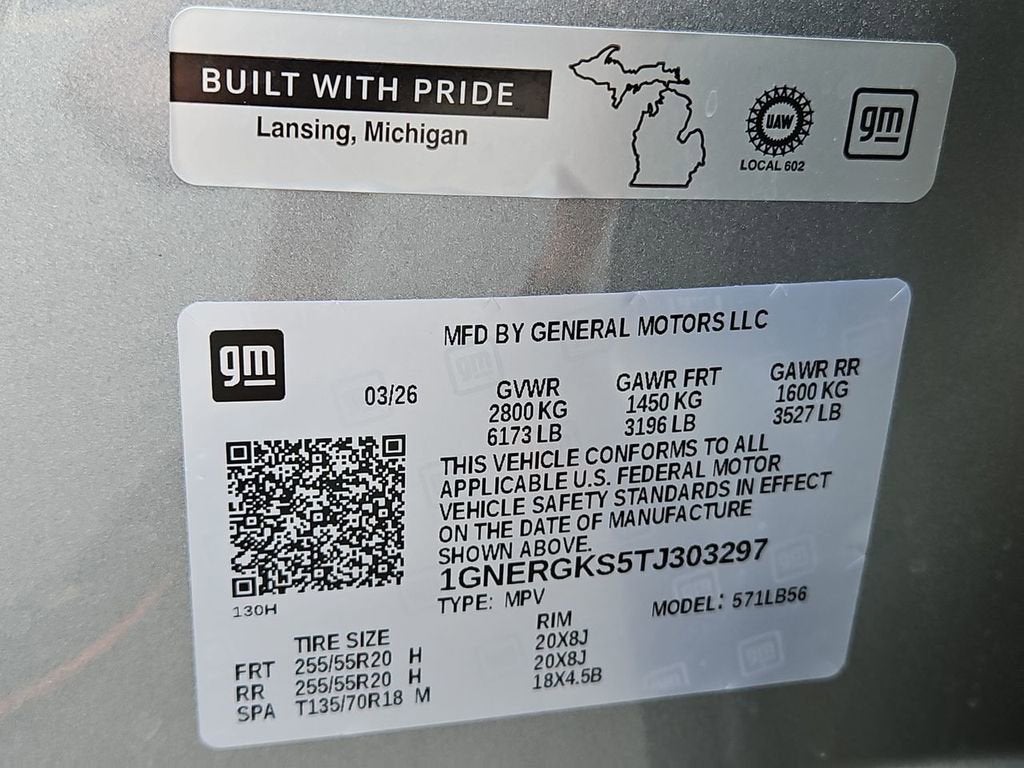 BUILT WITH PRIDE
Lansing, Michigan
UAW
LOCAL 602
gm
gm
MFD BY GENERAL MOTORS LLC
03/26
GVWR GAWR FRT GAWR RR
2800 KG 1450 KG 1600 KG
6173 LB 3196 LB 3527 LB
THIS VEHICLE CONFORMS TO ALL
APPLICABLE U.S. FEDERAL MOTOR
VEHICLE SAFETY STANDARDS IN EFFECT
ON THE DATE OF MANUFACTURE
SHOWN ABOVE.
1GNERGKS5TJ303297
130H
TYPE: MPV MODEL: 571LB56
TIRE SIZE RIM
FRT 255/55R20 H 20X8J
RR 255/55R20 H 20X8J
SPA T135/70R18 M 18X4.5B